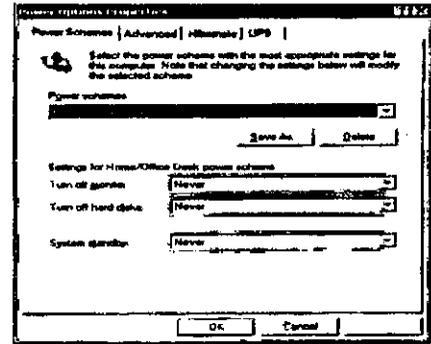 Power Options Properties
Power Schemes Advanced Hibernate UPS
Select the power scheme with the most appropriate settings for
this computer. Note that changing the settings below will modify
the selected scheme.
Power schemes
Save As... Delete
Settings for Home/Office Desk power scheme
Turn off monitor: Never
Turn off hard disks: Never
System standby: Never
OK Cancel